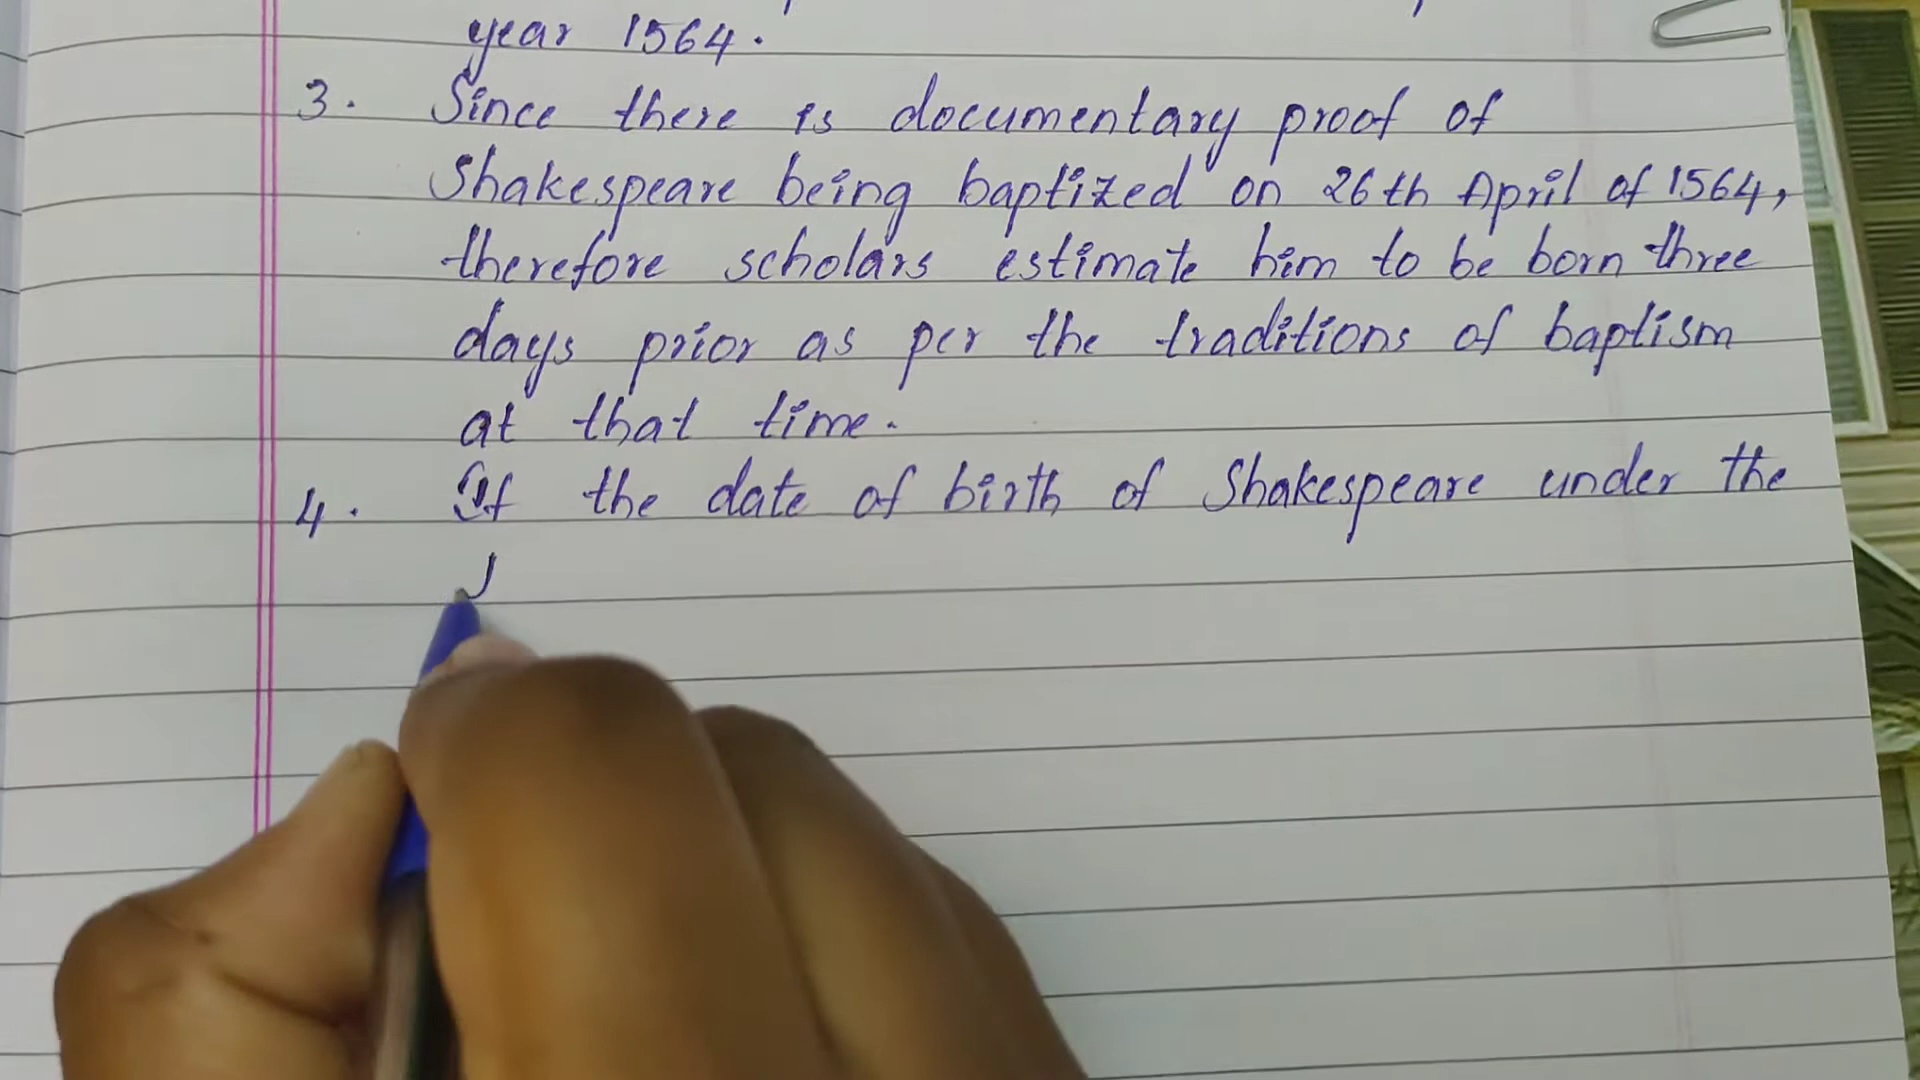 year 1564.
3. Since there is documentary proof of
Shakespeare being baptized on 26th April of 1564,
therefore scholars estimate him to be born three
days prior as per the traditions of baptism
at that time.
4. If the date of birth of Shakespeare under the
J